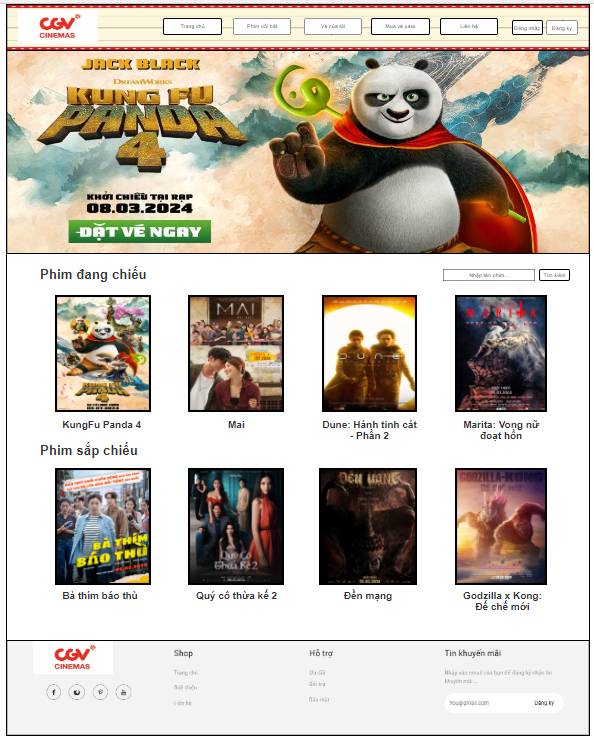 CGV
CINEMAS
Trang chủ
Phim nổi bật
Vé của tôi
Mua vé pass
Liên hệ
Đăng nhập
Đăng ký
JACK BLACK
DREAMWORKS
KUNG FU
PANDA
4
KHỞI CHIẾU TẠI RẠP
08.03.2024
ĐẶT VÉ NGAY
Phim đang chiếu
Nhập tên phim...
Tìm kiếm
MAI
DUNE
MARITA
KungFu Panda 4
Mai
Dune: Hành tinh cát
- Phần 2
Marita: Vong nữ
đoạt hồn
Phim sắp chiếu
BÀ THÍM
BÁO THÙ
Quý Cô
Thừa Kế 2
ĐỀN MẠNG
GODZILLA-KONG
ĐẾ CHẾ MỚI
Bà thím báo thù
Quý cô thừa kế 2
Đền mạng
Godzilla x Kong:
Đế chế mới
CGV
CINEMAS
Shop
Trang chủ
Giới thiệu
Liên hệ
Hỗ trợ
Ưu đãi
Đổi trả
Bảo mật
Tin khuyến mãi
Nhập vào email của bạn để đăng ký nhận tin
khuyến mãi ...
You@gmail.com
Đăng ký